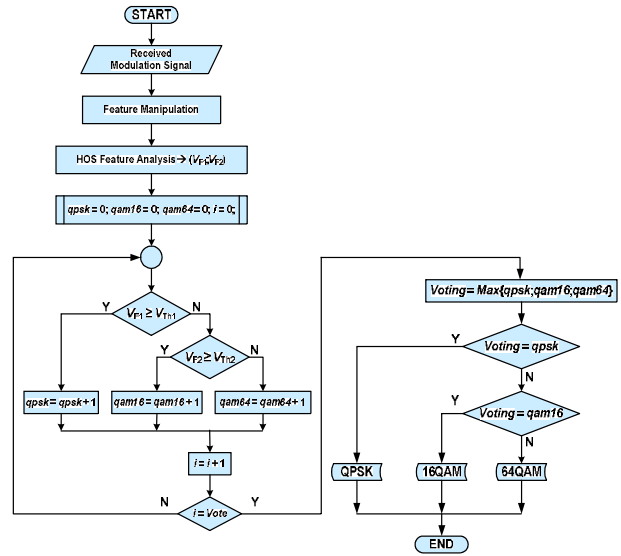 START
Received
Modulation Signal
Feature Manipulation
HOS Feature Analysis → (VF1;VF2)
qpsk=0; qam16=0; qam64=0; i=0;
Y
VF1 ≥ VTh1
N
Y
VF2 ≥ VTh2
N
qpsk=qpsk+1
qam16=qam16+1
qam64=qam64+1
i=i+1
N
i=Vote
Y
Voting=Max{qpsk;qam16;qam64}
Y
Voting=qpsk
N
Y
Voting=qam16
N
QPSK
16QAM
64QAM
END